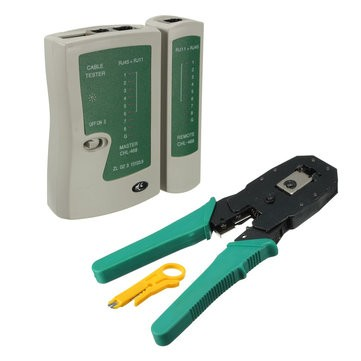 RJ45 + RJ11
CABLE
TESTER
1
2
3
4
5
6
7
8
G
OFF ON S
MASTER
CHL-468
RJ45 + RJ11
1
2
3
4
5
6
7
8
G
REMOTE
CHL-468